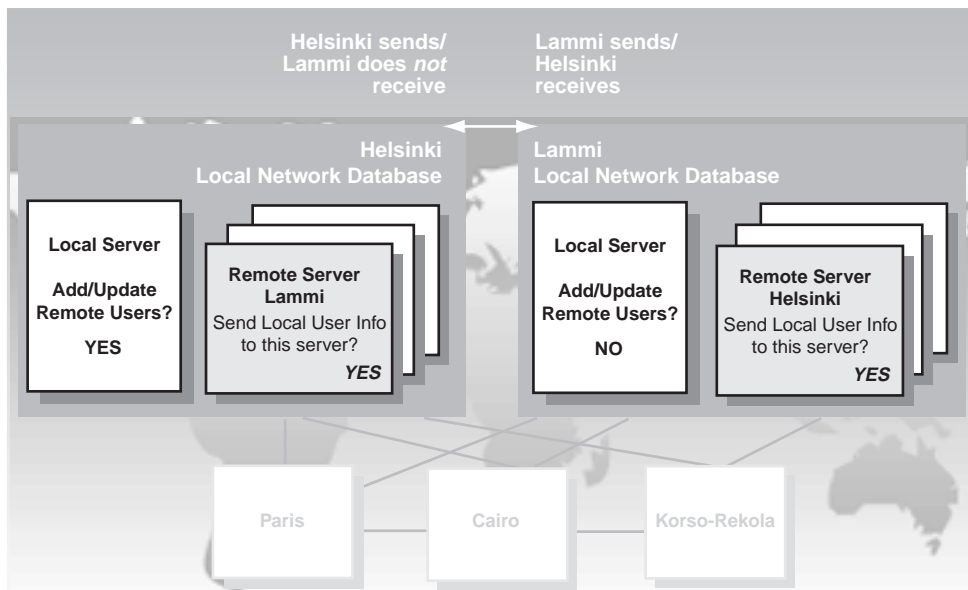 Helsinki sends/
Lammi does not
receive
Lammi sends/
Helsinki
receives
Helsinki
Local Network Database
Local Server
Add/Update
Remote Users?
YES
Remote Server
Lammi
Send Local User Info
to this server?
YES
Lammi
Local Network Database
Local Server
Add/Update
Remote Users?
NO
Remote Server
Helsinki
Send Local User Info
to this server?
YES
Paris
Cairo
Korso-Rekola